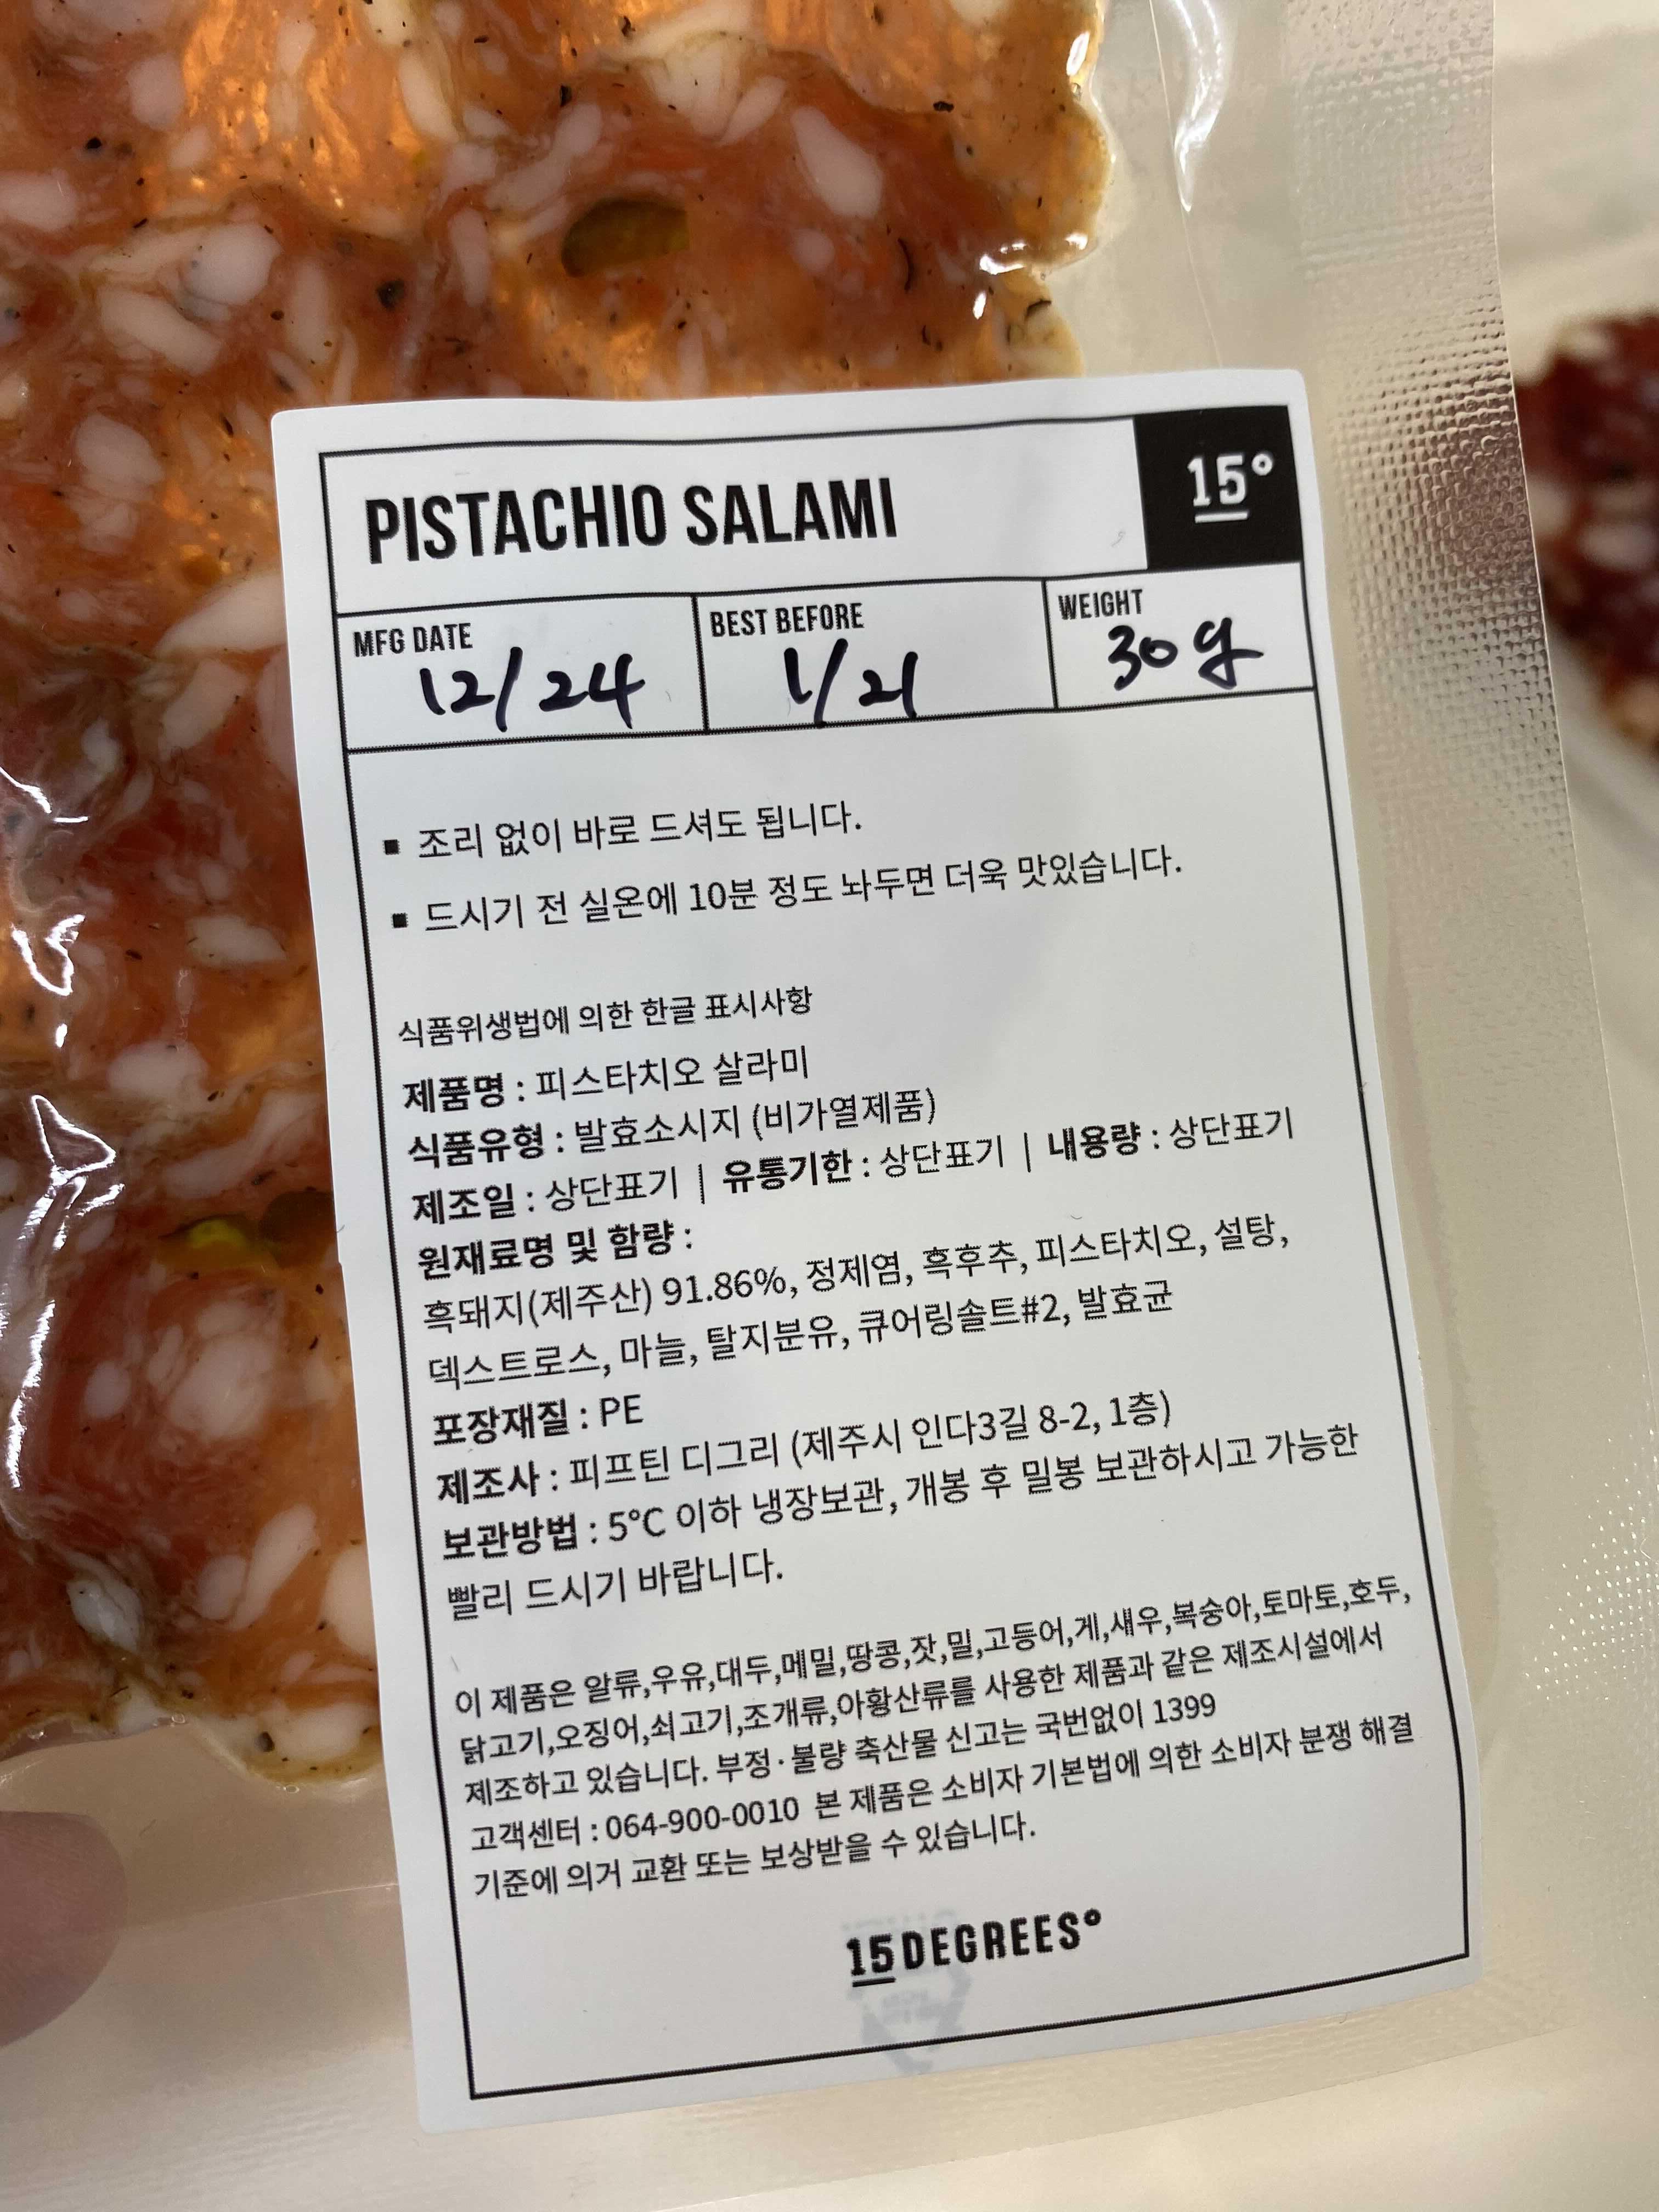 PISTACHIO SALAMI
15°
MFG DATE
12/24
BEST BEFORE
1/21
WEIGHT
30g
▪ 조리 없이 바로 드셔도 됩니다.
▪ 드시기 전 실온에 10분 정도 놔두면 더욱 맛있습니다.
식품위생법에 의한 한글 표시사항
제품명 : 피스타치오 살라미
식품유형 : 발효소시지 (비가열제품)
제조일 : 상단표기 | 유통기한 : 상단표기 | 내용량 : 상단표기
원재료명 및 함량 :
흑돼지(제주산) 91.86%, 정제염, 흑후추, 피스타치오, 설탕,
덱스트로스, 마늘, 탈지분유, 큐어링솔트#2, 발효균
포장재질 : PE
제조사 : 피프틴 디그리 (제주시 인다3길 8-2, 1층)
보관방법 : 5°C 이하 냉장보관, 개봉 후 밀봉 보관하시고 가능한
빨리 드시기 바랍니다.
이 제품은 알류,우유,대두,메밀,땅콩,잣,밀,고등어,게,새우,복숭아,토마토,호두,
닭고기,오징어,쇠고기,조개류,아황산류를 사용한 제품과 같은 제조시설에서
제조하고 있습니다. 부정·불량 축산물 신고는 국번없이 1399
고객센터 : 064-900-0010 본 제품은 소비자 기본법에 의한 소비자 분쟁 해결
기준에 의거 교환 또는 보상받을 수 있습니다.
15DEGREES°